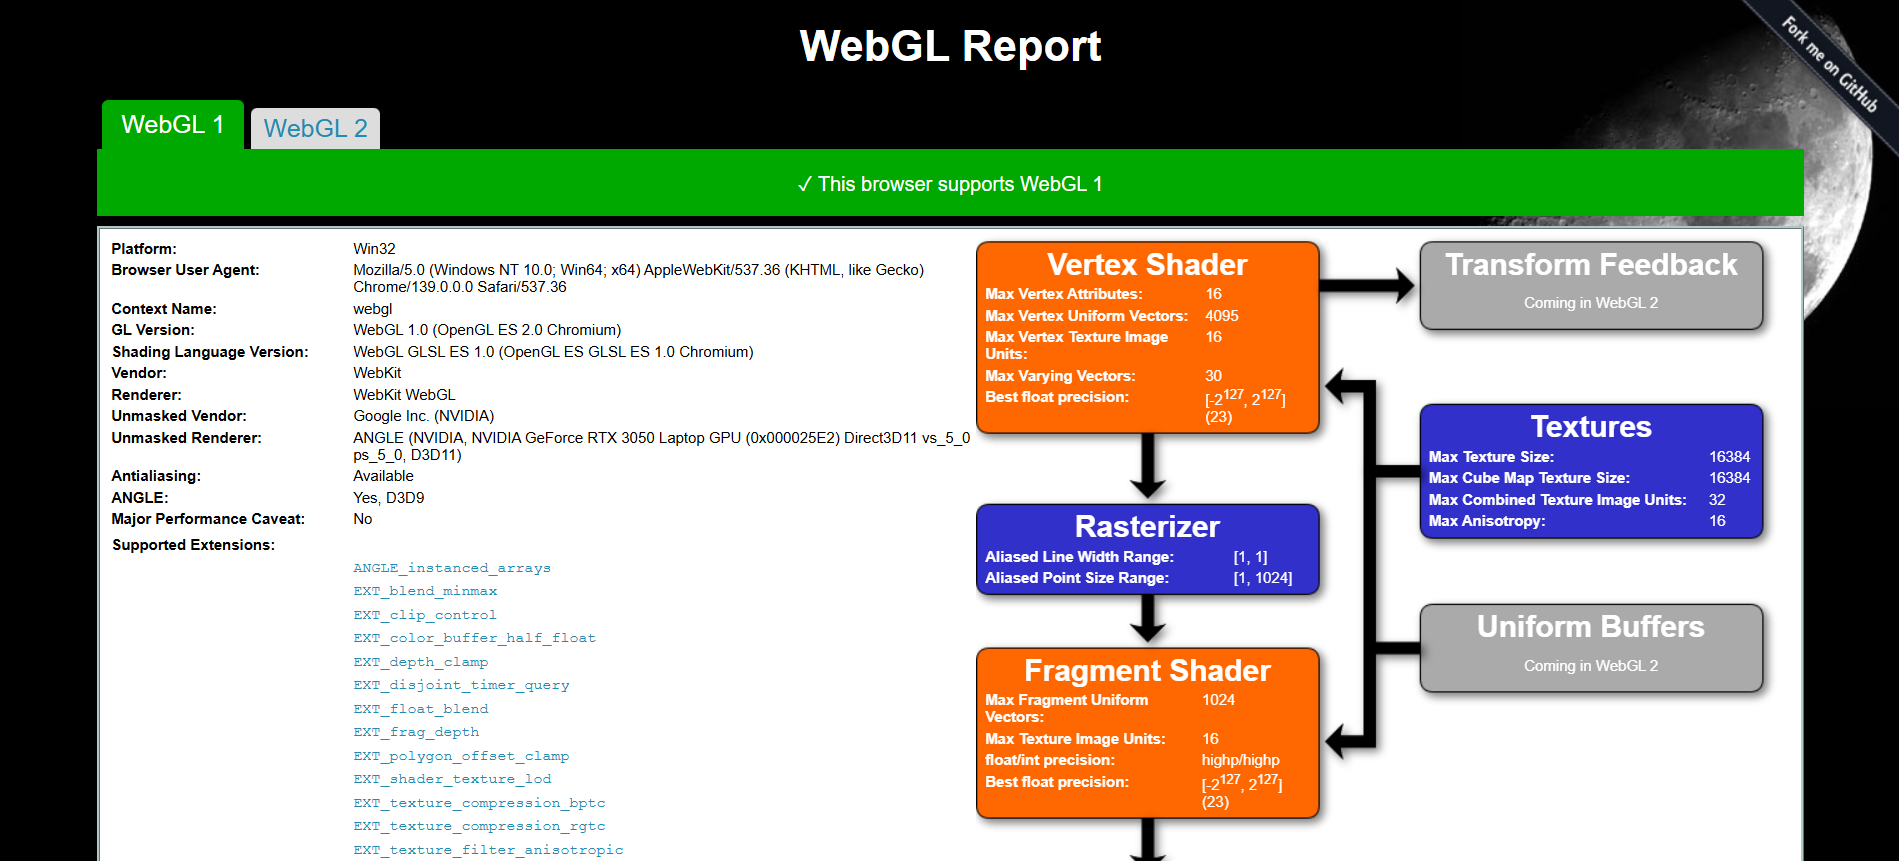 WebGL Report
Fork me on GitHub
WebGL 1
WebGL 2
✓ This browser supports WebGL 1
Platform: Win32
Browser User Agent: Mozilla/5.0 (Windows NT 10.0; Win64; x64) AppleWebKit/537.36 (KHTML, like Gecko)
Chrome/139.0.0.0 Safari/537.36
Context Name: webgl
GL Version: WebGL 1.0 (OpenGL ES 2.0 Chromium)
Shading Language Version: WebGL GLSL ES 1.0 (OpenGL ES GLSL ES 1.0 Chromium)
Vendor: WebKit
Renderer: WebKit WebGL
Unmasked Vendor: Google Inc. (NVIDIA)
Unmasked Renderer: ANGLE (NVIDIA, NVIDIA GeForce RTX 3050 Laptop GPU (0x000025E2) Direct3D11 vs_5_0
ps_5_0, D3D11)
Antialiasing: Available
ANGLE: Yes, D3D9
Major Performance Caveat: No
Supported Extensions:
ANGLE_instanced_arrays
EXT_blend_minmax
EXT_clip_control
EXT_color_buffer_half_float
EXT_depth_clamp
EXT_disjoint_timer_query
EXT_float_blend
EXT_frag_depth
EXT_polygon_offset_clamp
EXT_shader_texture_lod
EXT_texture_compression_bptc
EXT_texture_compression_rgtc
EXT_texture_filter_anisotropic
Vertex Shader
Max Vertex Attributes: 16
Max Vertex Uniform Vectors: 4095
Max Vertex Texture Image 16
Units:
Max Varying Vectors: 30
Best float precision: [-2^127, 2^127]
(23)
Rasterizer
Aliased Line Width Range: [1, 1]
Aliased Point Size Range: [1, 1024]
Fragment Shader
Max Fragment Uniform 1024
Vectors:
Max Texture Image Units: 16
float/int precision: highp/highp
Best float precision: [-2^127, 2^127]
(23)
Transform Feedback
Coming in WebGL 2
Textures
Max Texture Size: 16384
Max Cube Map Texture Size: 16384
Max Combined Texture Image Units: 32
Max Anisotropy: 16
Uniform Buffers
Coming in WebGL 2